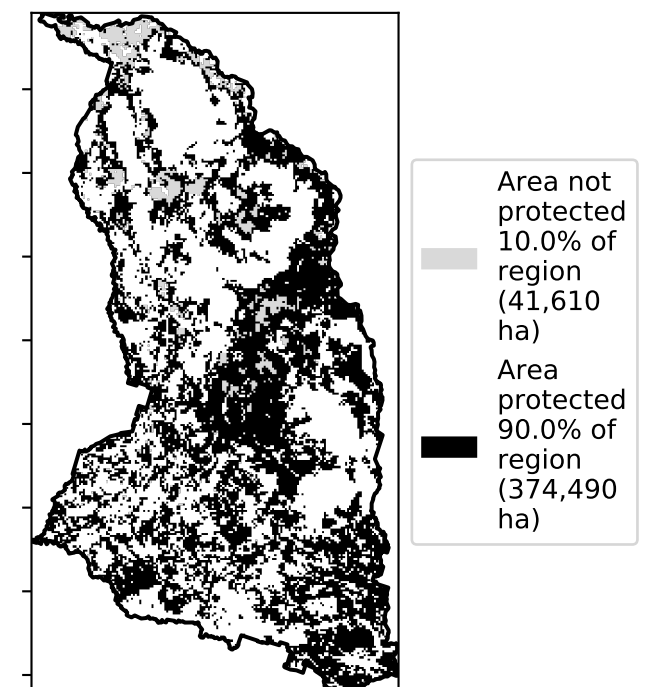 Area not
protected
10.0% of
region
(41,610
ha)
Area
protected
90.0% of
region
(374,490
ha)